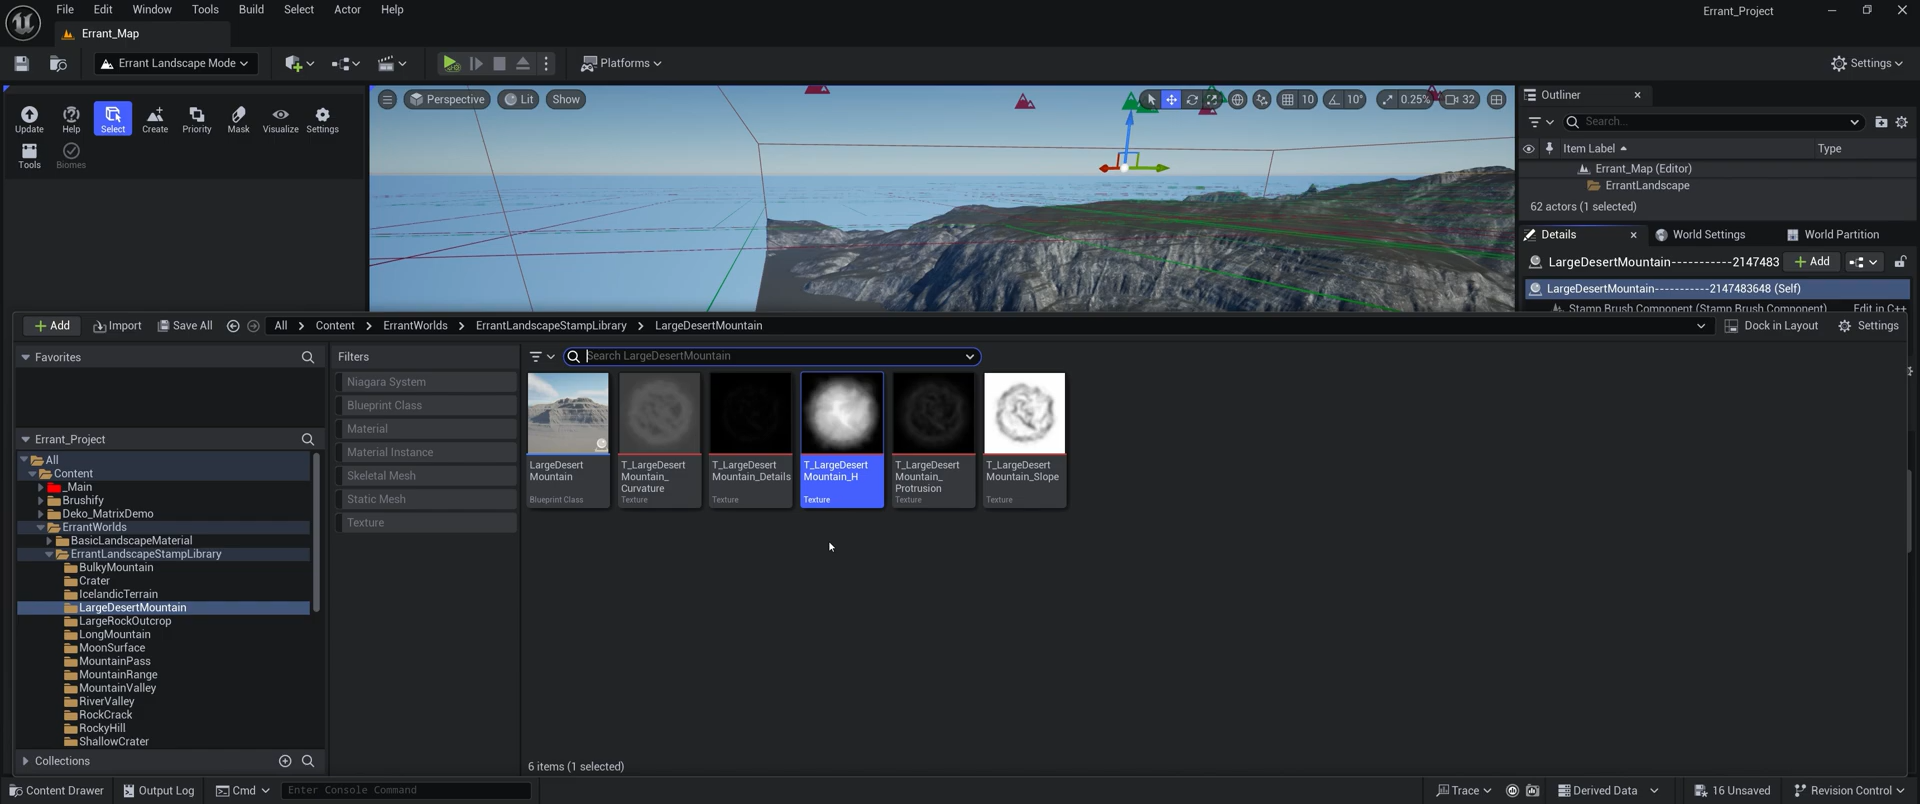 File Edit Window Tools Build Select Actor Help
Errant_Project
Errant_Map
Errant Landscape Mode
Platforms
Settings
Update Help Select Create Priority Mask Visualize Settings
Tools Biomes
Perspective Lit Show
10 10° 0.25% 32
Outliner
Search...
Item Label Type
Errant_Map (Editor)
ErrantLandscape
62 actors (1 selected)
Details World Settings World Partition
LargeDesertMountain-----------2147483 Add
LargeDesertMountain-----------2147483648 (Self)
Stamp Brush Component (Stamp Brush Component) Edit in C++
Add Import Save All All Content ErrantWorlds ErrantLandscapeStampLibrary LargeDesertMountain
Dock in Layout Settings
Favorites
Filters
Search LargeDesertMountain
Niagara System
Blueprint Class
Material
Material Instance
Skeletal Mesh
Static Mesh
Texture
Errant_Project
All
Content
_Main
Brushify
Deko_MatrixDemo
ErrantWorlds
BasicLandscapeMaterial
ErrantLandscapeStampLibrary
BulkyMountain
Crater
IcelandicTerrain
LargeDesertMountain
LargeRockOutcrop
LongMountain
MoonSurface
MountainPass
MountainRange
MountainValley
RiverValley
RockCrack
RockyHill
ShallowCrater
Collections
LargeDesert
Mountain
Blueprint Class
T_LargeDesert
Mountain_
Curvature
Texture
T_LargeDesert
Mountain_Details
Texture
T_LargeDesert
Mountain_H
Texture
T_LargeDesert
Mountain_
Protrusion
Texture
T_LargeDesert
Mountain_Slope
Texture
6 items (1 selected)
Content Drawer Output Log Cmd Enter Console Command
Trace Derived Data 16 Unsaved Revision Control